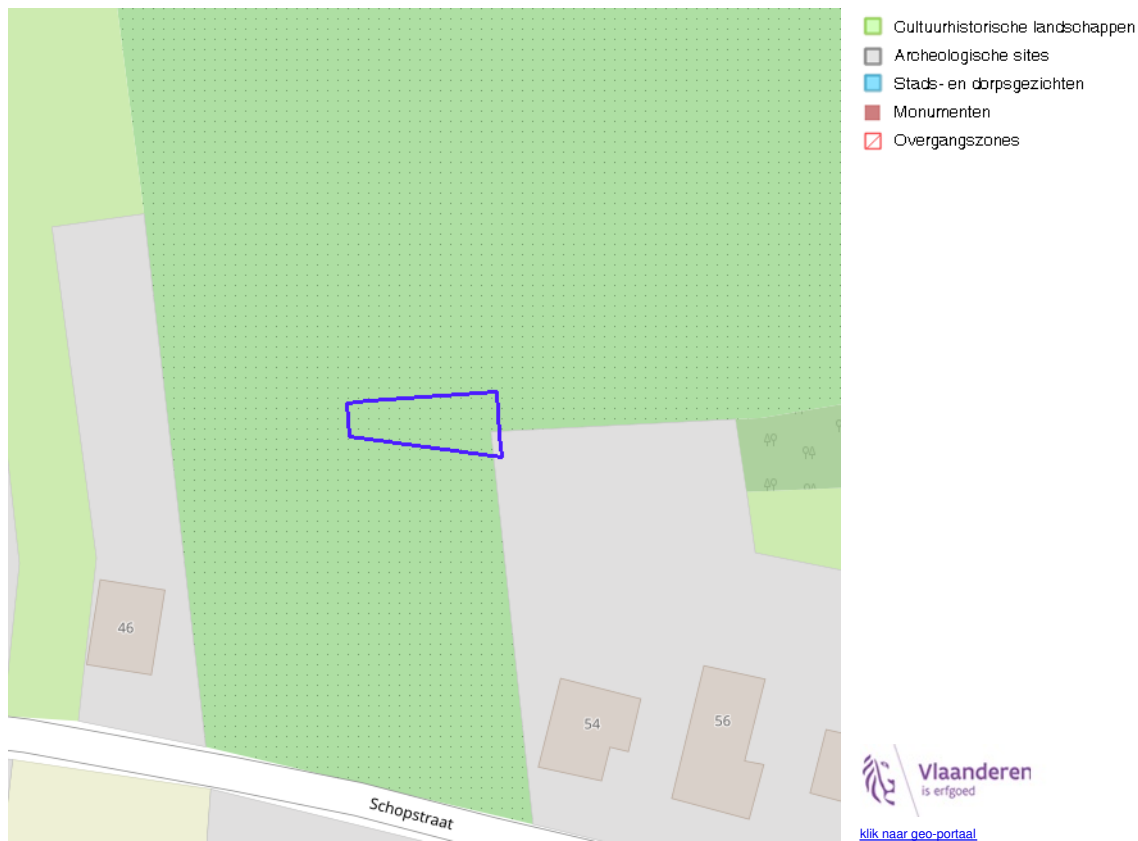 Cultuurhistorische landschappen
Archeologische sites
Stads- en dorpsgezichten
Monumenten
Overgangszones
46
54
56
Schopstraat
Vlaanderen
is erfgoed
klik naar geo-portaal